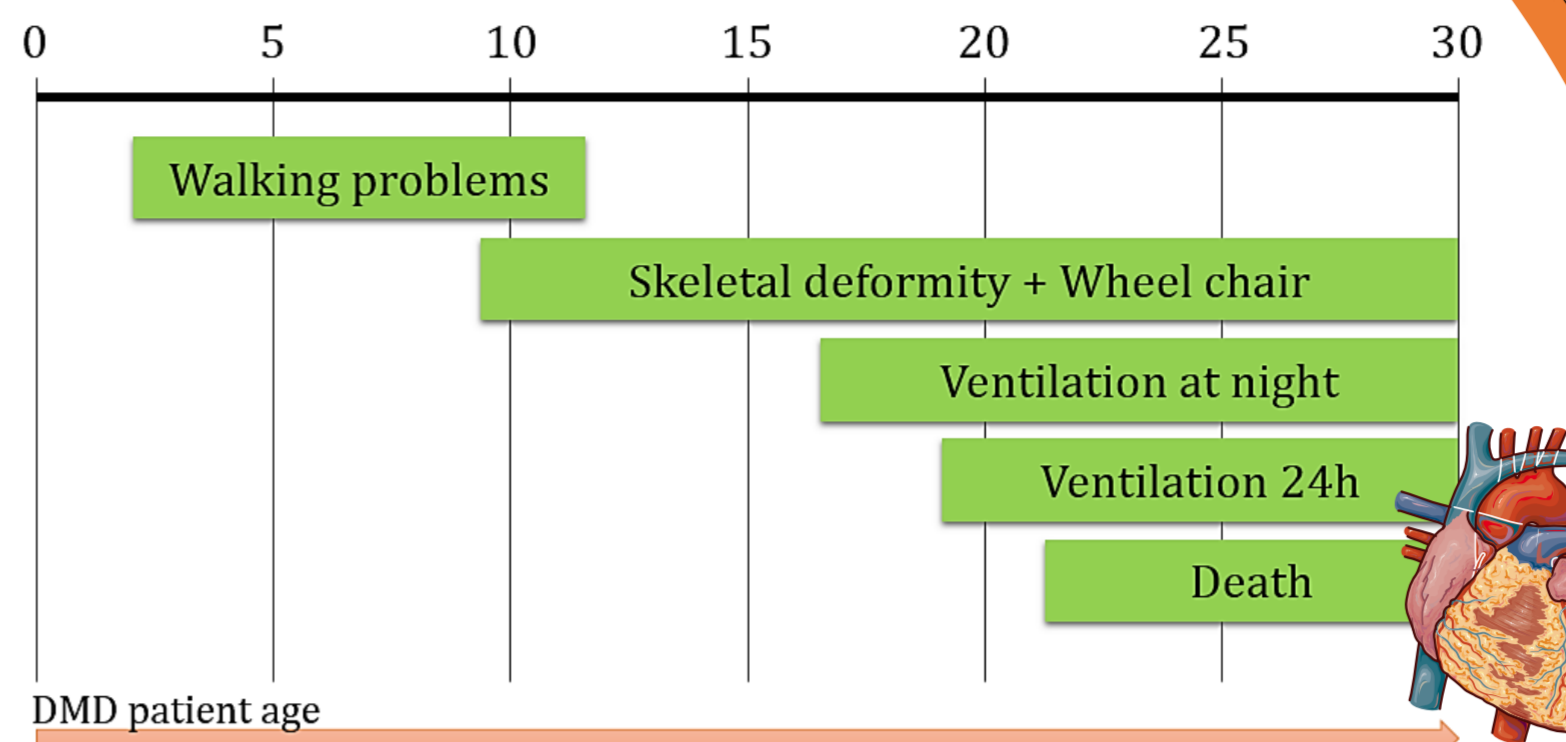 0 5 10 15 20 25 30
Walking problems
Skeletal deformity + Wheel chair
Ventilation at night
Ventilation 24h
Death
DMD patient age